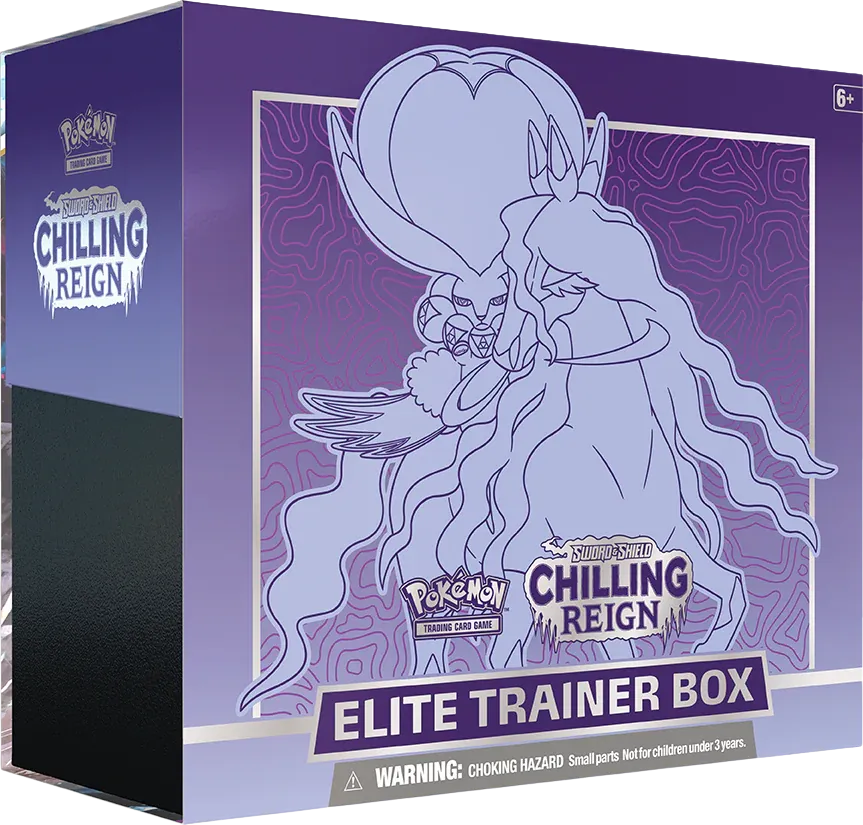 Pokémon
TRADING CARD GAME
SWORD & SHIELD
CHILLING
REIGN
6+
Pokémon™
TRADING CARD GAME
SWORD & SHIELD
CHILLING
REIGN
ELITE TRAINER BOX
⚠ WARNING: CHOKING HAZARD Small parts Not for children under 3 years.